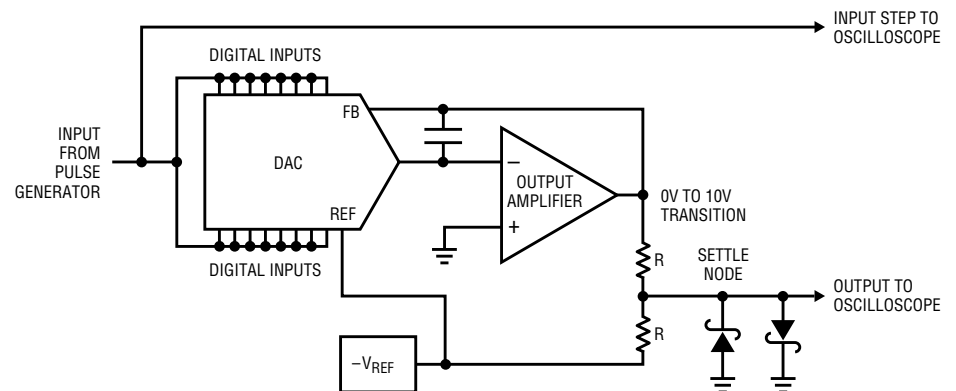 INPUT STEP TO
OSCILLOSCOPE
DIGITAL INPUTS
FB
INPUT
FROM
PULSE
GENERATOR
DAC
−
OUTPUT
AMPLIFIER
+
0V TO 10V
TRANSITION
REF
R
SETTLE
NODE
DIGITAL INPUTS
OUTPUT TO
OSCILLOSCOPE
R
−VREF